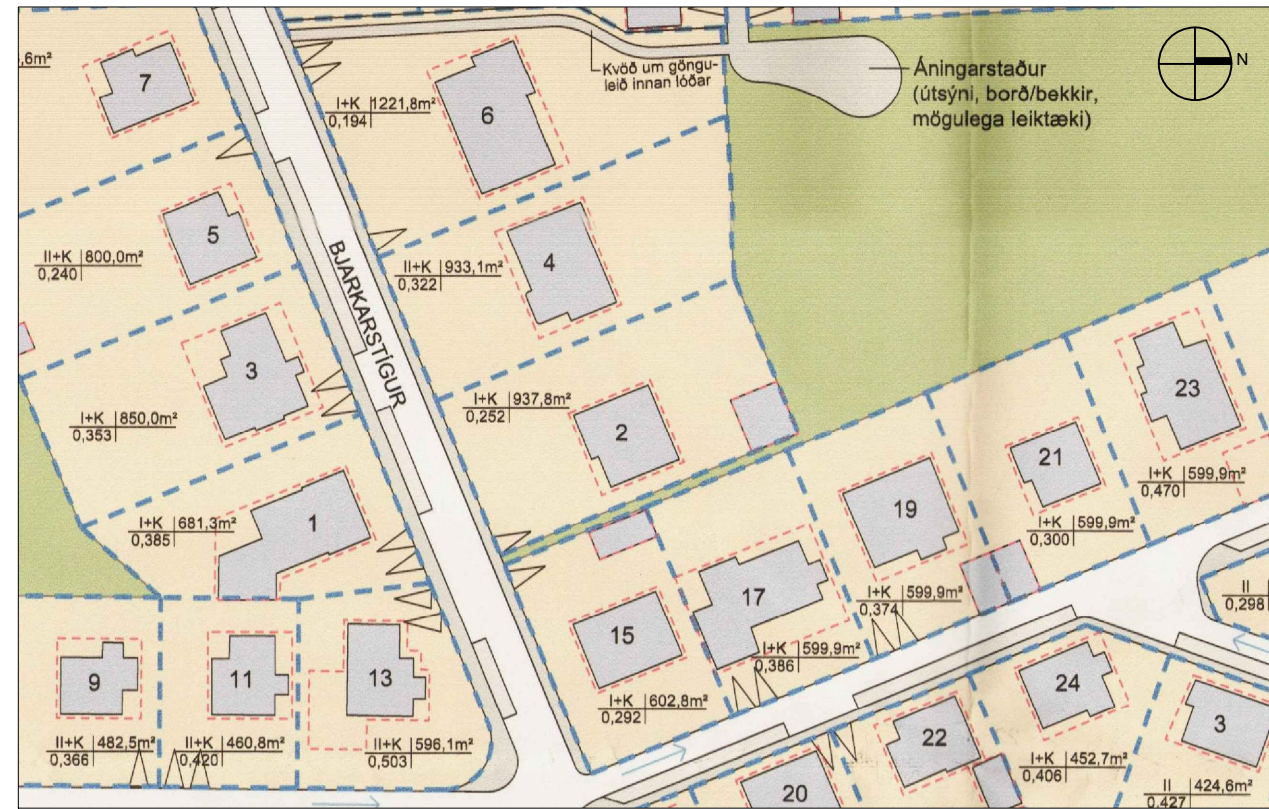 ,6m²
7
I+K 1221,8m²
0,194
6
Kvöð um göngu-
leið innan lóðar
Áningarstaður
(útsýni, borð/bekkir,
mögulega leiktæki)
N
5
II+K 800,0m²
0,240
BJARKARSTÍGUR
II+K 933,1m²
0,322
4
3
I+K 850,0m²
0,353
I+K 937,8m²
0,252
2
23
I+K 599,9m²
0,470
21
I+K 599,9m²
0,300
19
I+K 599,9m²
0,374
1
I+K 681,3m²
0,385
17
I+K 599,9m²
0,386
15
I+K 602,8m²
0,292
II
0,298
9
II+K 482,5m²
0,366
11
II+K 460,8m²
0,420
13
II+K 596,1m²
0,503
24
I+K 452,7m²
0,406
22
20
3
II 424,6m²
0,427